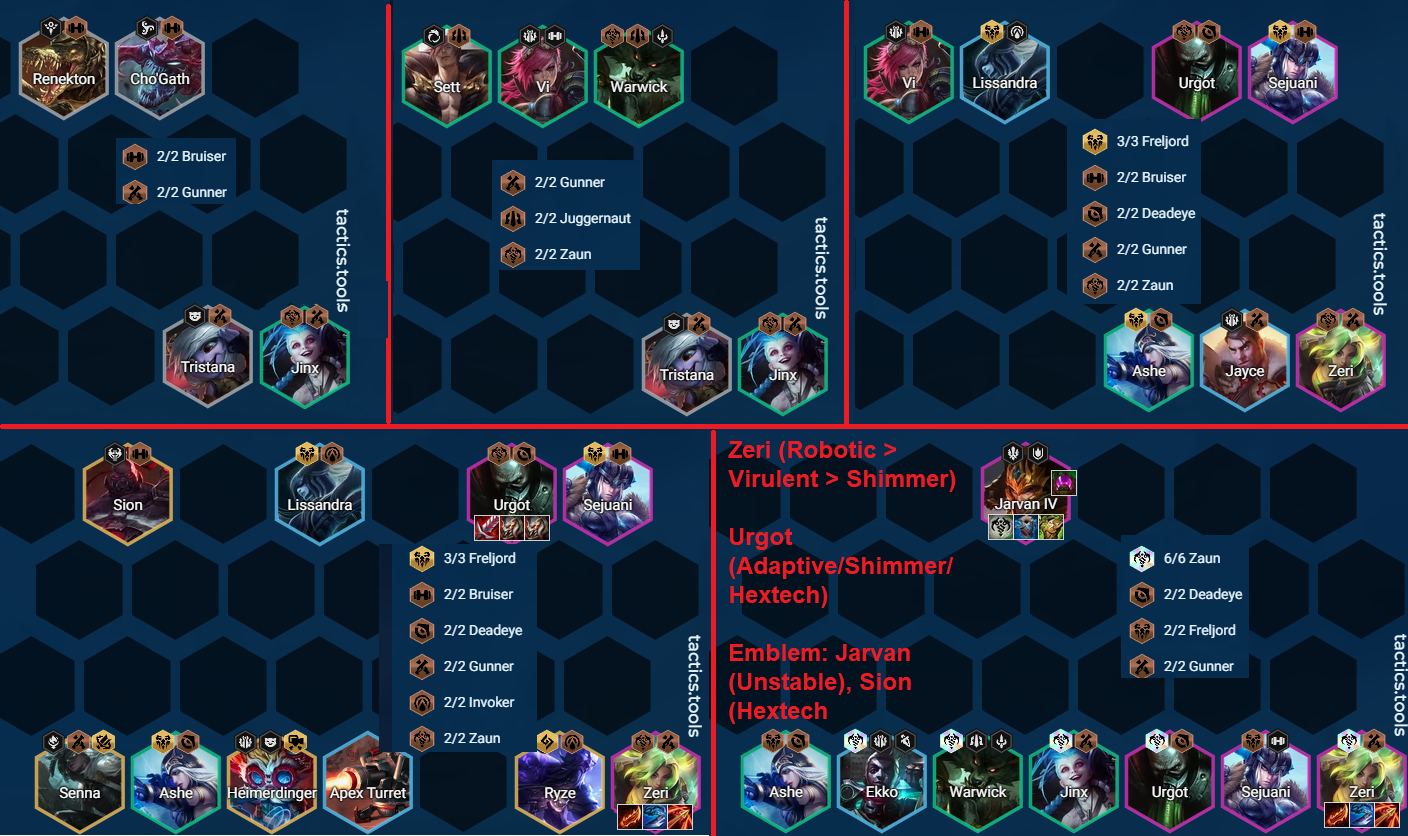 Renekton
Cho'Gath
2/2 Bruiser
2/2 Gunner
tactics.tools
Tristana
Jinx
Sett
Vi
Warwick
2/2 Gunner
2/2 Juggernaut
2/2 Zaun
tactics.tools
Tristana
Jinx
Vi
Lissandra
Urgot
Sejuani
3/3 Freljord
2/2 Bruiser
2/2 Deadeye
2/2 Gunner
2/2 Zaun
tactics.tools
Ashe
Jayce
Zeri
Sion
Lissandra
Urgot
Sejuani
3/3 Freljord
2/2 Bruiser
2/2 Deadeye
2/2 Gunner
2/2 Invoker
2/2 Zaun
tactics.tools
Senna
Ashe
Heimerdinger
Apex Turret
Ryze
Zeri
Zeri (Robotic >
Virulent > Shimmer)
Urgot
(Adaptive/Shimmer/
Hextech)
Emblem: Jarvan
(Unstable), Sion
(Hextech
Jarvan IV
6/6 Zaun
2/2 Deadeye
2/2 Freljord
2/2 Gunner
tactics.tools
Ashe
Ekko
Warwick
Jinx
Urgot
Sejuani
Zeri